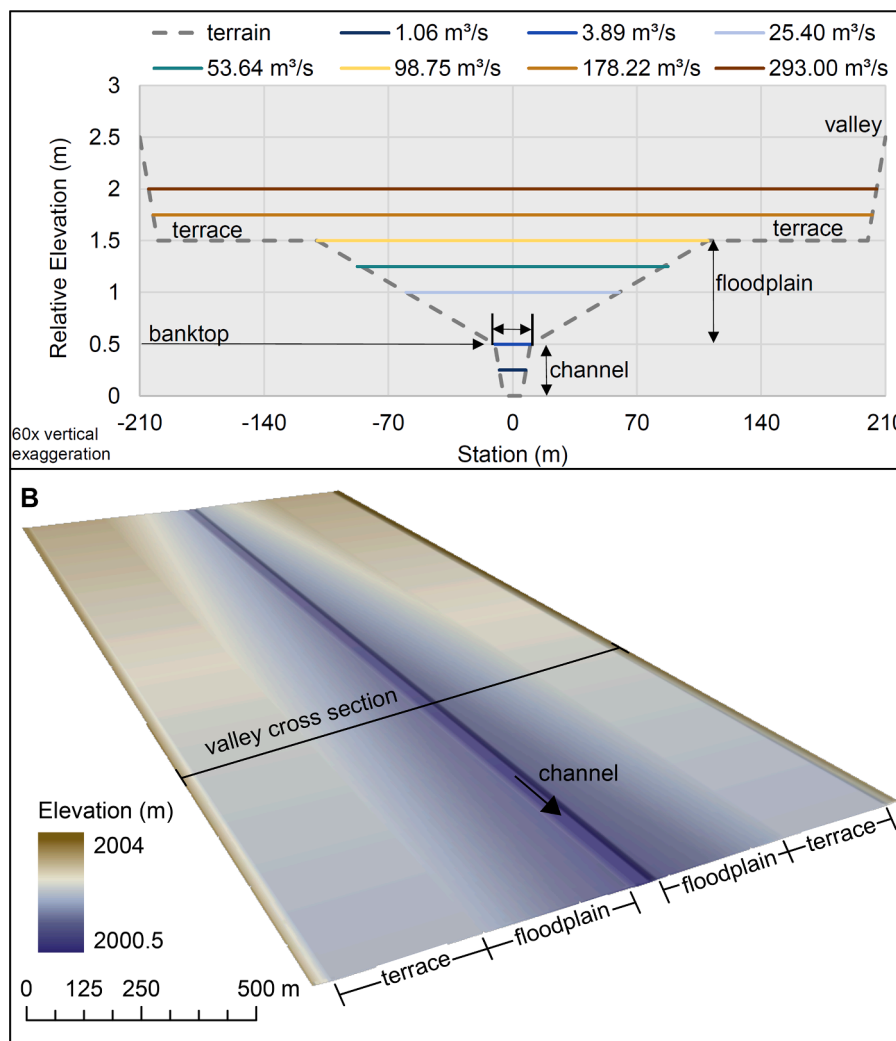 terrain 1.06 m³/s 3.89 m³/s 25.40 m³/s
53.64 m³/s 98.75 m³/s 178.22 m³/s 293.00 m³/s
3
2.5
2
1.5
1
0.5
0
Relative Elevation (m)
valley
terrace terrace
floodplain
banktop
channel
-210 -140 -70 0 70 140 210
Station (m)
60x vertical
exaggeration
B
valley cross section
channel
Elevation (m)
2004
2000.5
0 125 250 500 m
terrace floodplain floodplain terrace